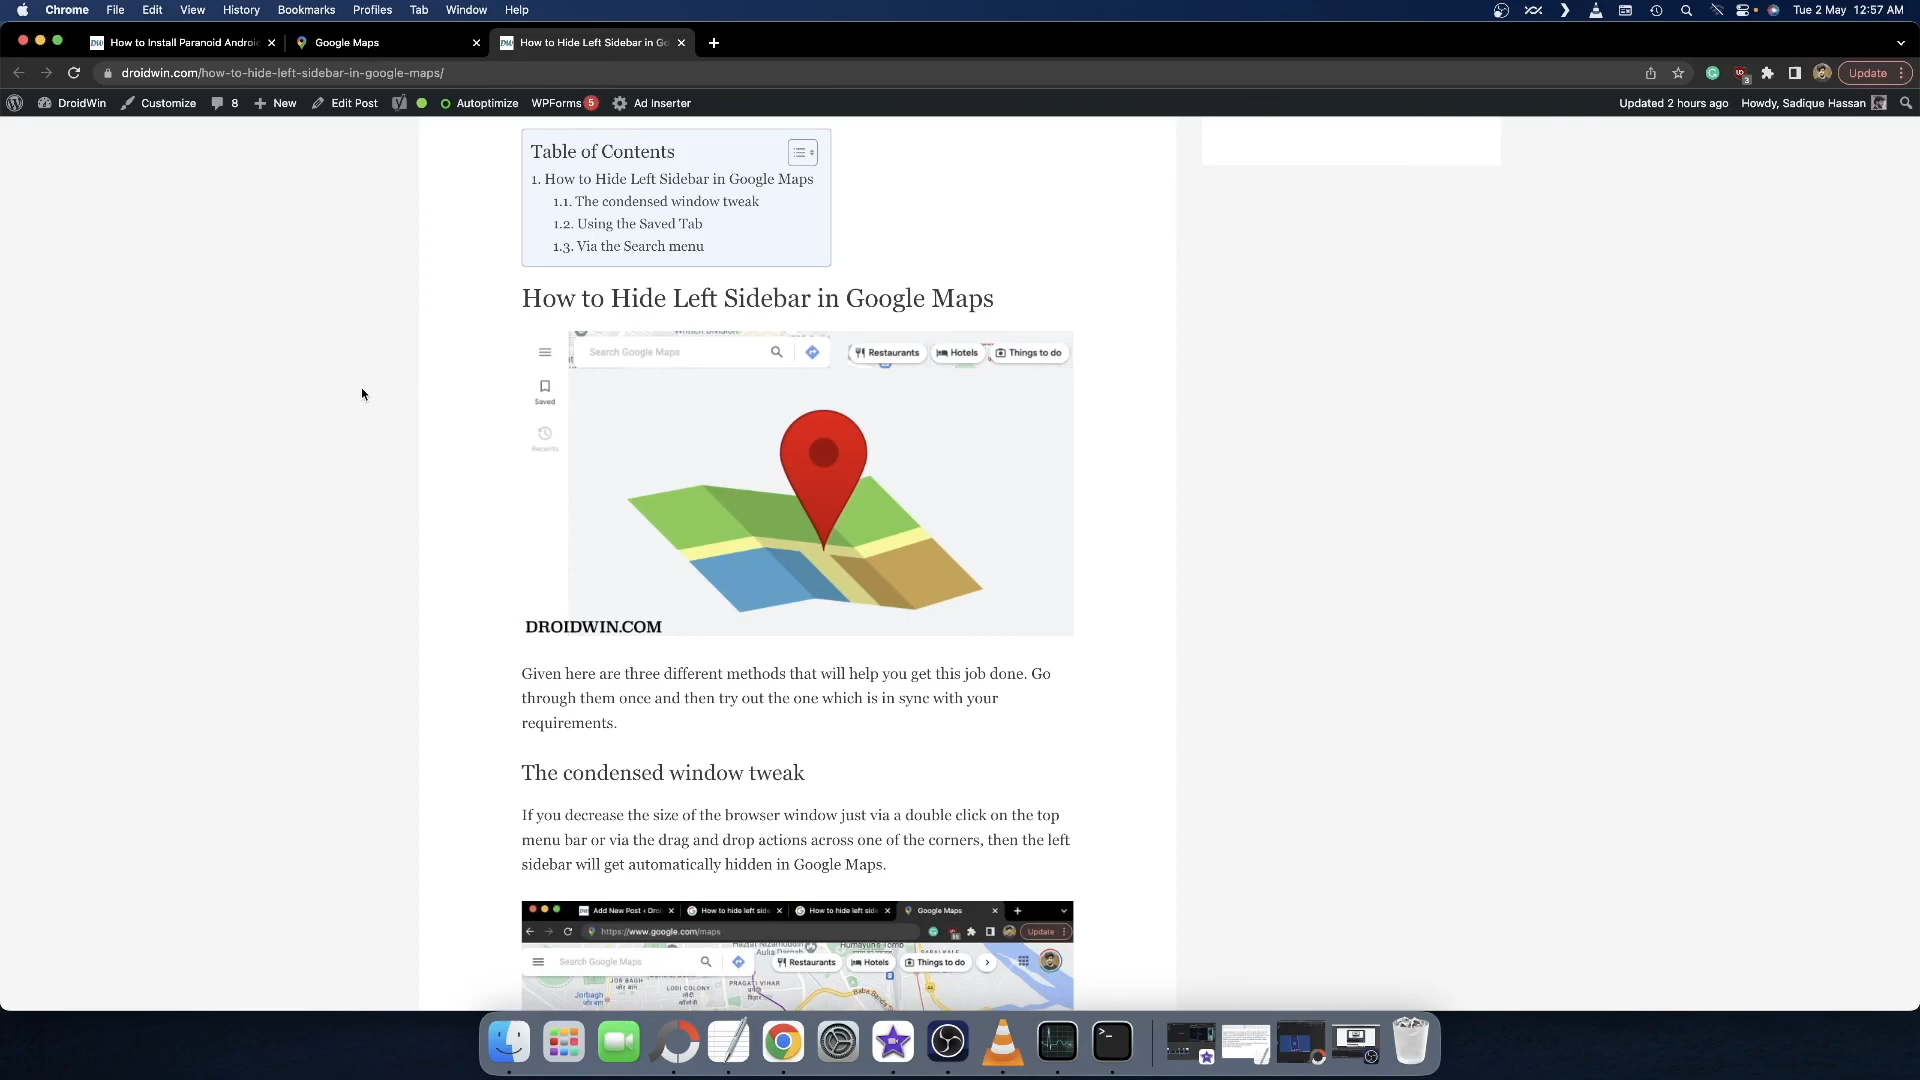 Chrome File Edit View History Bookmarks Profiles Tab Window Help Tue 2 May 12:57 AM
How to Install Paranoid Androi Google Maps How to Hide Left Sidebar in Go
droidwin.com/how-to-hide-left-sidebar-in-google-maps/ Update
DroidWin Customize 8 New Edit Post Autoptimize WPForms 5 Ad Inserter Updated 2 hours ago Howdy, Sadique Hassan
Table of Contents
1. How to Hide Left Sidebar in Google Maps
1.1. The condensed window tweak
1.2. Using the Saved Tab
1.3. Via the Search menu
How to Hide Left Sidebar in Google Maps
Search Google Maps Restaurants Hotels Things to do
Saved
Recents
DROIDWIN.COM
Given here are three different methods that will help you get this job done. Go
through them once and then try out the one which is in sync with your
requirements.
The condensed window tweak
If you decrease the size of the browser window just via a double click on the top
menu bar or via the drag and drop actions across one of the corners, then the left
sidebar will get automatically hidden in Google Maps.
Add New Post ‹ Droi How to hide left side How to hide left side Google Maps
https://www.google.com/maps Update
Search Google Maps Restaurants Hotels Things to do
JOR BAGH
जोर बाग़
LODI COLONY
PRAGATI VIHAR
Jorbagh